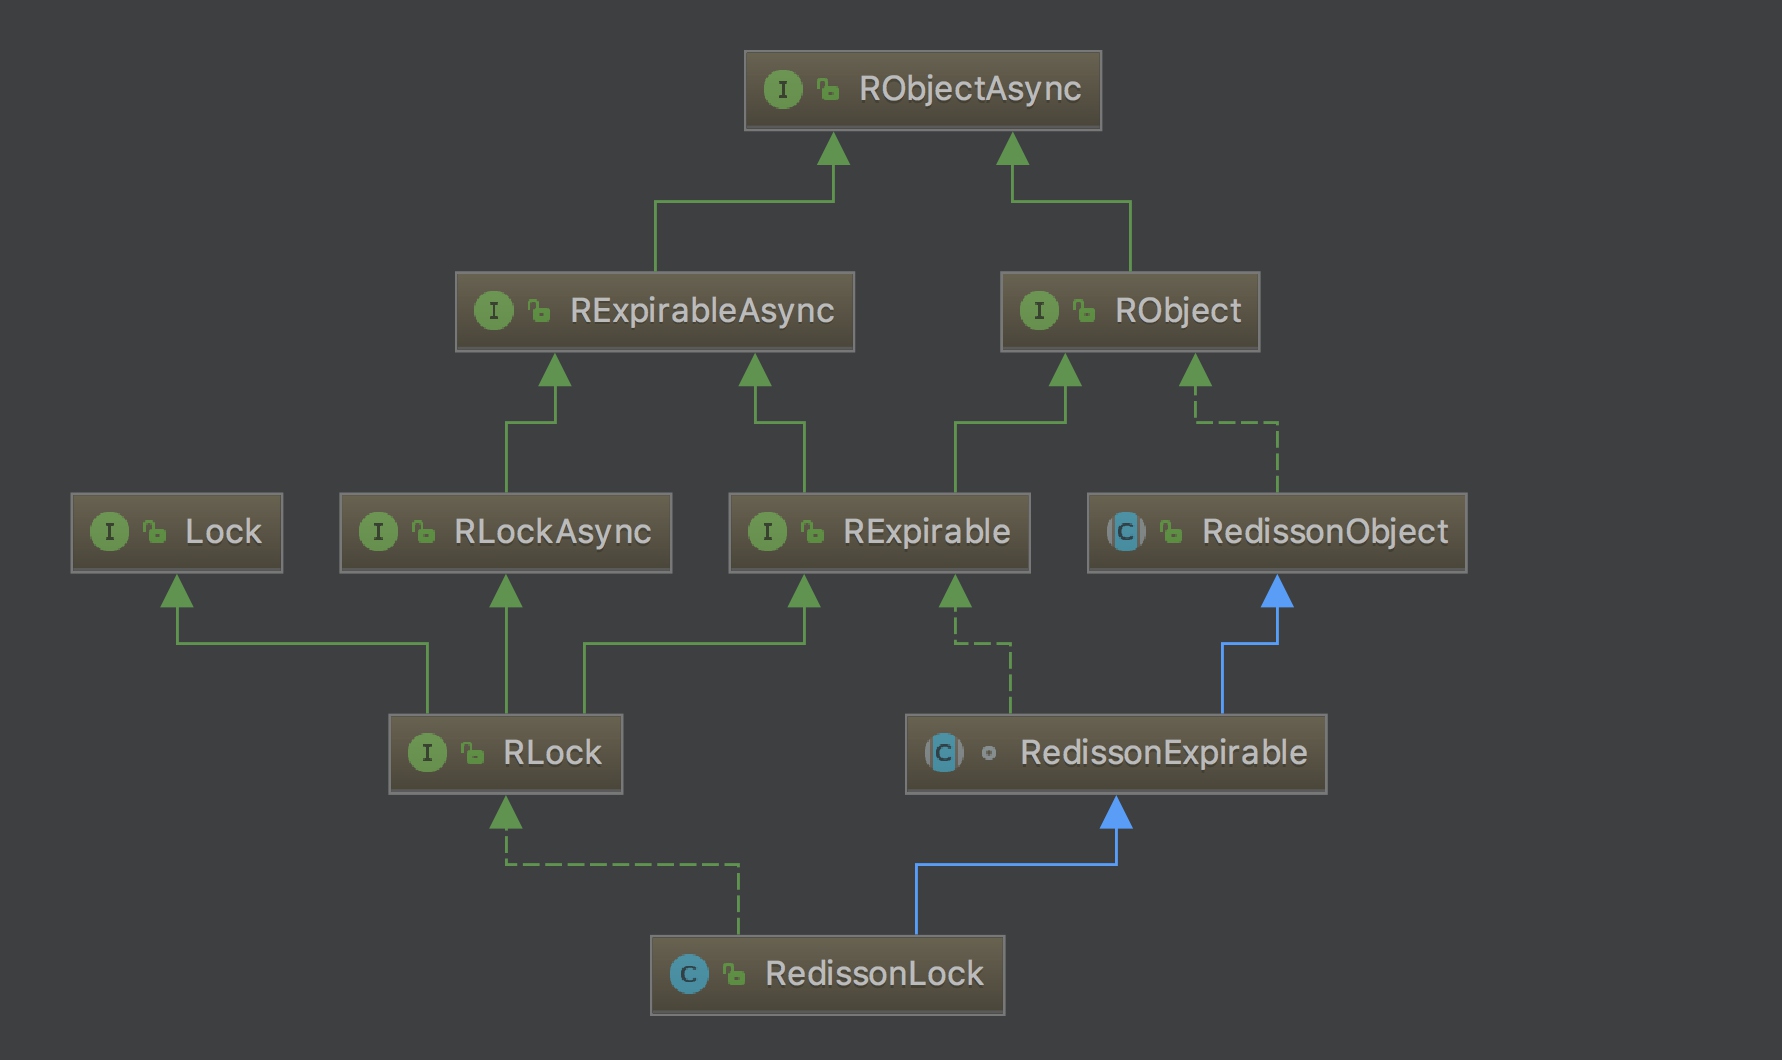 I RObjectAsync
I RExpirableAsync
I RObject
I Lock
I RLockAsync
I RExpirable
C RedissonObject
I RLock
C RedissonExpirable
C RedissonLock